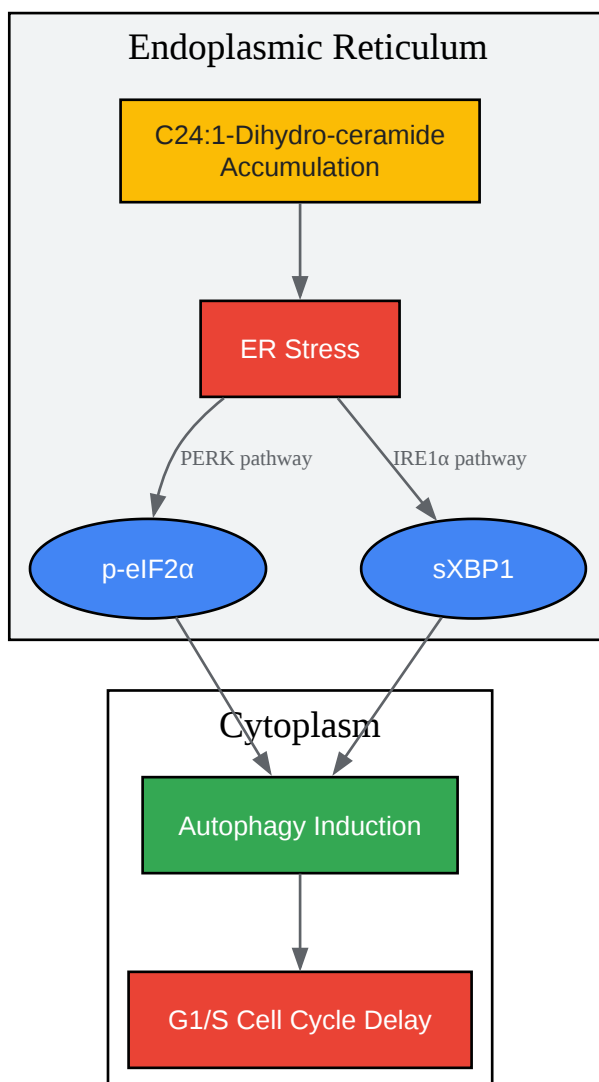 Endoplasmic Reticulum
C24:1-Dihydro-ceramide
Accumulation
ER Stress
PERK pathway
IRE1α pathway
p-eIF2α
sXBP1
Cytoplasm
Autophagy Induction
G1/S Cell Cycle Delay